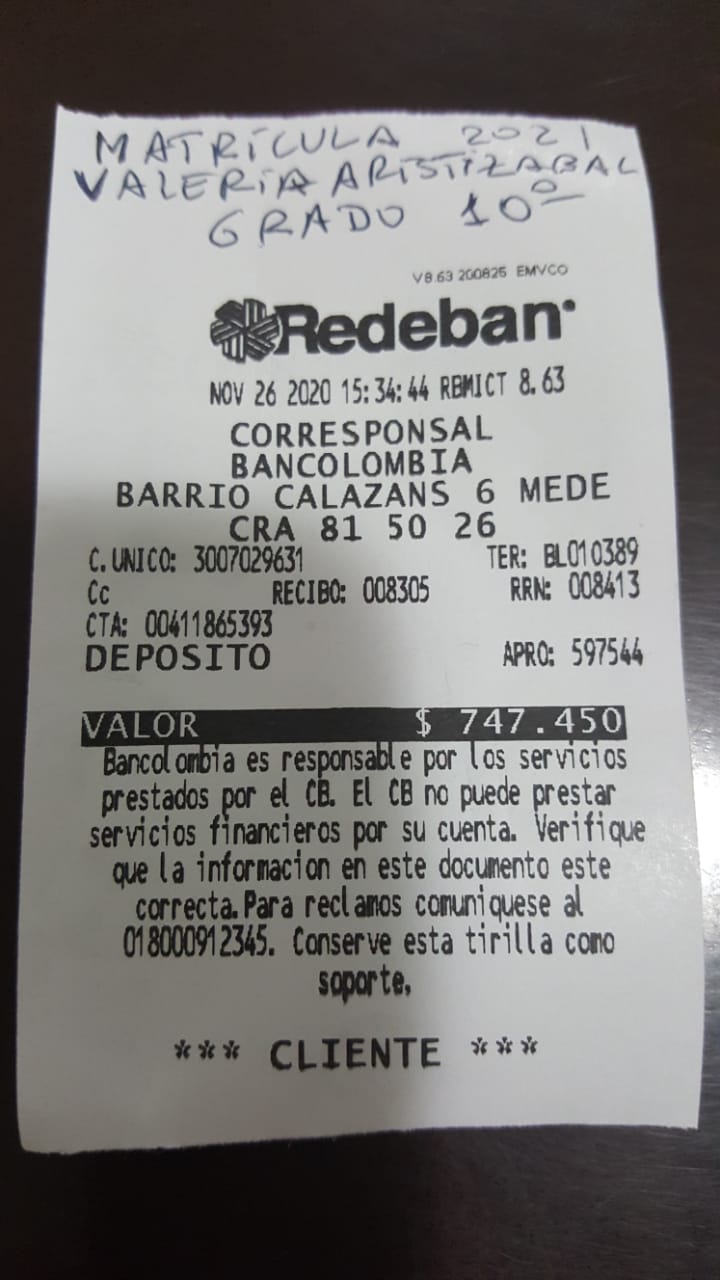 MATRÍCULA 2021
VALERIA ARISTIZABAL
GRADO 10º
V8.63 200825 EMVCO
Redeban
NOV 26 2020 15:34:44 RBMICT 8.63
CORRESPONSAL
BANCOLOMBIA
BARRIO CALAZANS 6 MEDE
CRA 81 50 26
C.UNICO: 3007029631 TER: BL010389
Cc RECIBO: 008305 RRN: 008413
CTA: 00411865393
DEPOSITO APRO: 597544
VALOR $ 747.450
Bancolombia es responsable por los servicios
prestados por el CB. El CB no puede prestar
servicios financieros por su cuenta. Verifique
que la informacion en este documento este
correcta.Para reclamos comuniquese al
018000912345. Conserve esta tirilla como
soporte.
*** CLIENTE ***